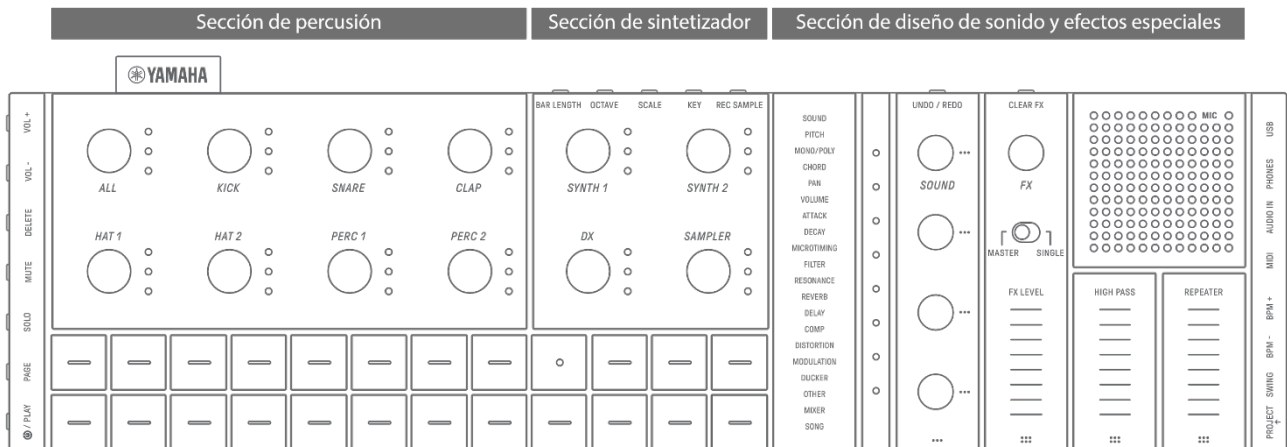 Sección de percusión
Sección de sintetizador
Sección de diseño de sonido y efectos especiales
YAMAHA
VOL +
VOL -
DELETE
MUTE
SOLO
PAGE
/ PLAY
ALL
KICK
SNARE
CLAP
HAT 1
HAT 2
PERC 1
PERC 2
BAR LENGTH
OCTAVE
SCALE
KEY
REC SAMPLE
SYNTH 1
SYNTH 2
DX
SAMPLER
SOUND
PITCH
MONO/POLY
CHORD
PAN
VOLUME
ATTACK
DECAY
MICROTIMING
FILTER
RESONANCE
REVERB
DELAY
COMP
DISTORTION
MODULATION
DUCKER
OTHER
MIXER
SONG
UNDO / REDO
SOUND
CLEAR FX
FX
MASTER
SINGLE
FX LEVEL
MIC
HIGH PASS
REPEATER
USB
PHONES
AUDIO IN
MIDI
BPM +
BPM -
SWING
PROJECT